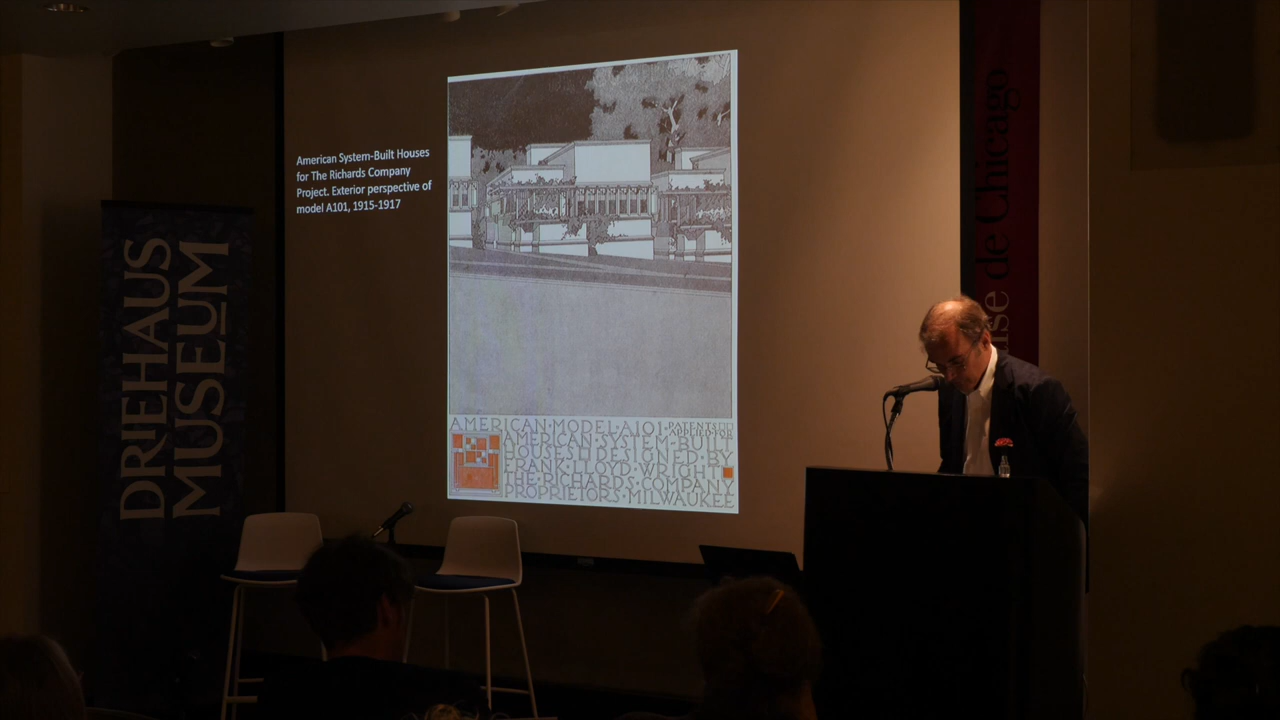 American System-Built Houses
for The Richards Company
Project. Exterior perspective of
model A101, 1915-1917
AMERICAN·MODEL·A101·PATENTS
APPLIED·FOR
AMERICAN·SYSTEM-BUILT
HOUSES DESIGNED·BY
FRANK·LLOYD·WRIGHT
THE·RICHARDS·COMPANY
PROPRIETORS·MILWAUKEE
DRIEHAUS
MUSEUM
de Chicago